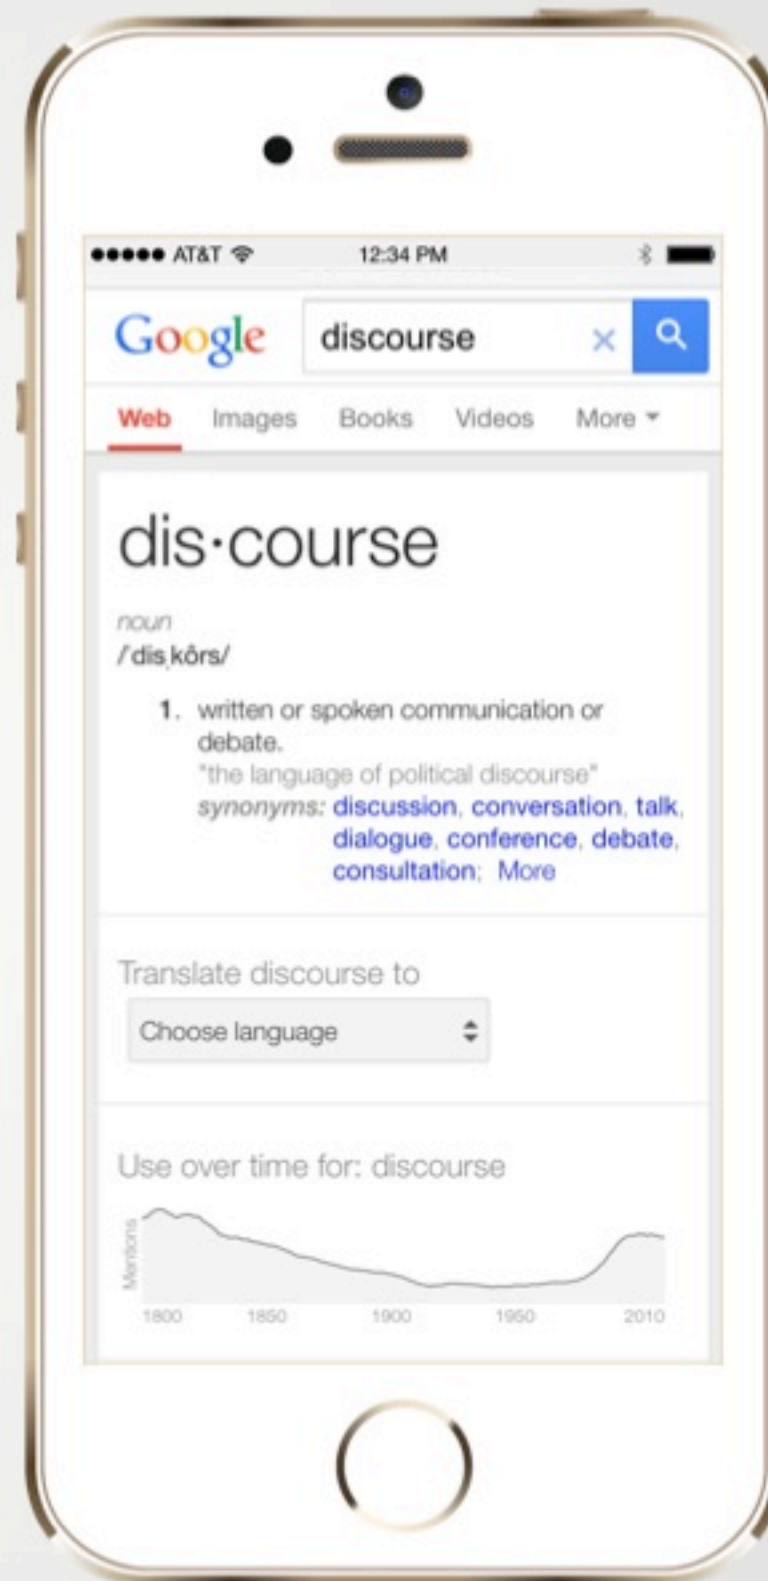 AT&T 12:34 PM
Google discourse ×
Web Images Books Videos More
dis·course
noun
/ˈdisˌkôrs/
1. written or spoken communication or
debate.
"the language of political discourse"
synonyms: discussion, conversation, talk,
dialogue, conference, debate,
consultation; More
Translate discourse to
Choose language
Use over time for: discourse
Mentions
1800 1850 1900 1950 2010